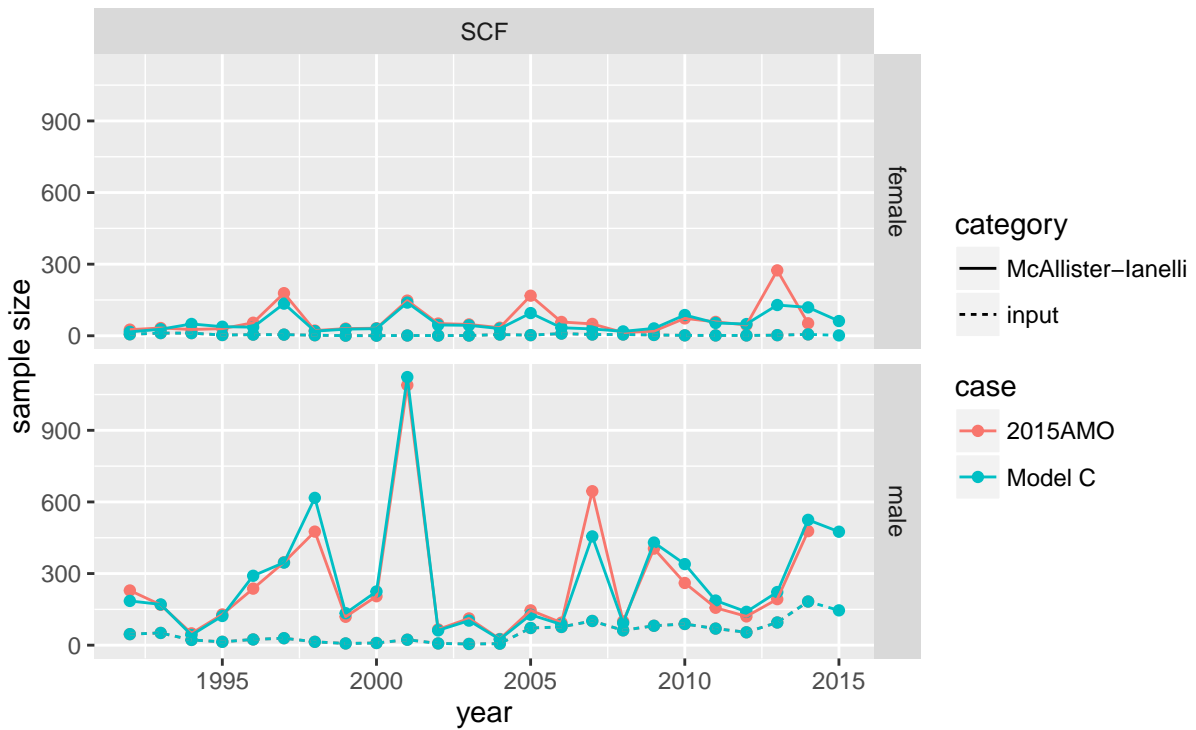 SCF
900
600
300
0
female
900
600
300
0
male
sample size
1995
2000
2005
2010
2015
year
category
McAllister−Ianelli
input
case
2015AMO
Model C